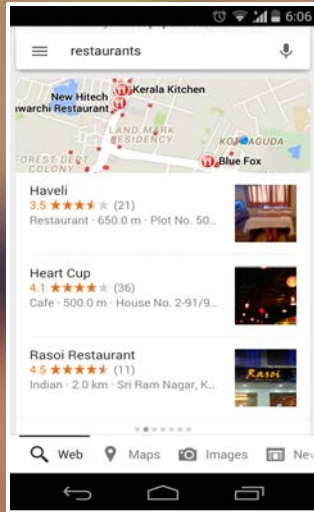 6:06
restaurants
Kerala Kitchen
New Hitech
warchi Restaurant
LAND MARK
RESIDENCY
KOTHAGUDA
FOREST DEPT
COLONY
Blue Fox
Haveli
3.5 (21)
Restaurant · 650.0 m · Plot No. 50...
Heart Cup
4.1 (36)
Cafe · 500.0 m · House No. 2-91/9...
Rasoi Restaurant
4.5 (11)
Indian · 2.0 km · Sri Ram Nagar, K...
Rasoi
Web Maps Images New